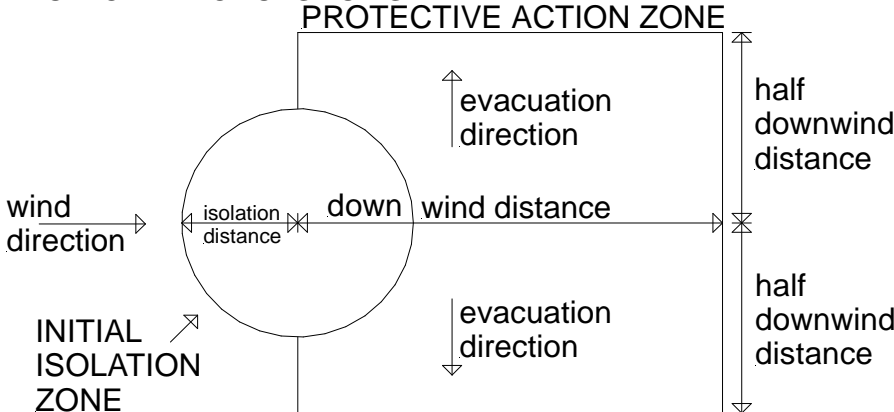 PROTECTIVE ACTION ZONE
evacuation
direction
half
downwind
distance
wind
direction
isolation
distance
down wind distance
INITIAL
ISOLATION
ZONE
evacuation
direction
half
downwind
distance